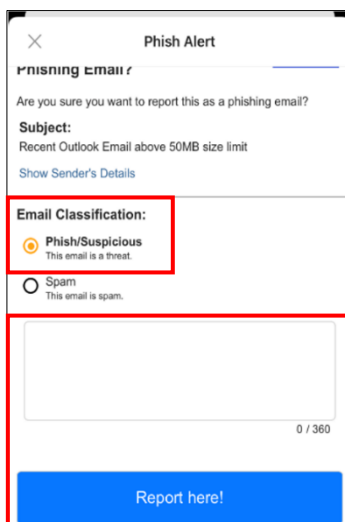 Phish Alert
Phishing Email?
Are you sure you want to report this as a phishing email?
Subject:
Recent Outlook Email above 50MB size limit
Show Sender's Details
Email Classification:
Phish/Suspicious
This email is a threat.
Spam
This email is spam.
0 / 360
Report here!